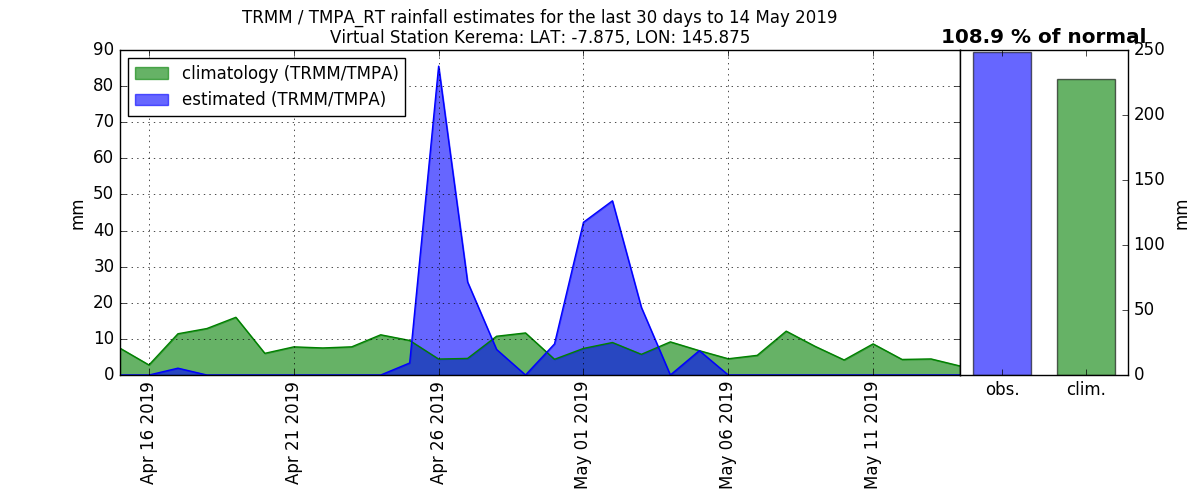 TRMM / TMPA_RT rainfall estimates for the last 30 days to 14 May 2019
Virtual Station Kerema: LAT: -7.875, LON: 145.875
108.9 % of normal
climatology (TRMM/TMPA)
estimated (TRMM/TMPA)
mm
90
80
70
60
50
40
30
20
10
0
Apr 16 2019
Apr 21 2019
Apr 26 2019
May 01 2019
May 06 2019
May 11 2019
obs.
clim.
250
200
150
100
50
0
mm